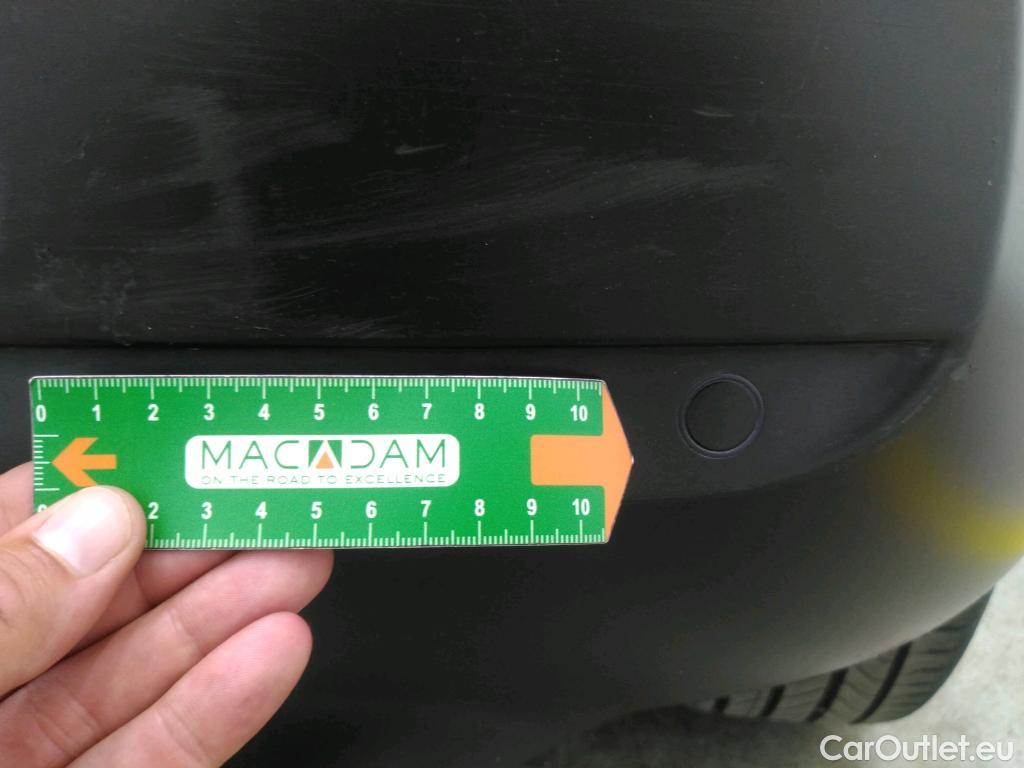 0 1 2 3 4 5 6 7 8 9 10
MACADAM
ON THE ROAD TO EXCELLENCE
2 3 4 5 6 7 8 9 10
CarOutlet.eu